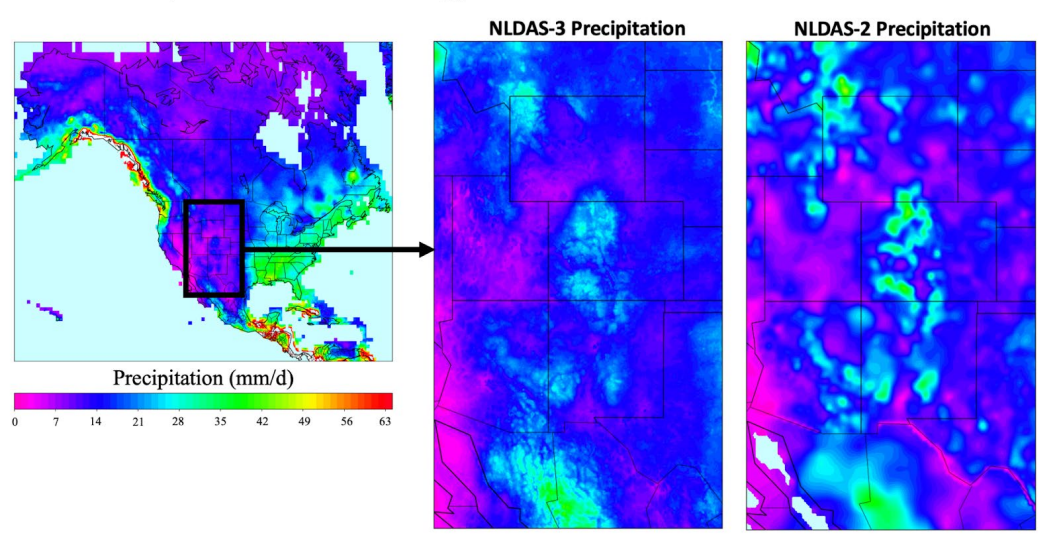 NLDAS-3 Precipitation
NLDAS-2 Precipitation
Precipitation (mm/d)
0 7 14 21 28 35 42 49 56 63